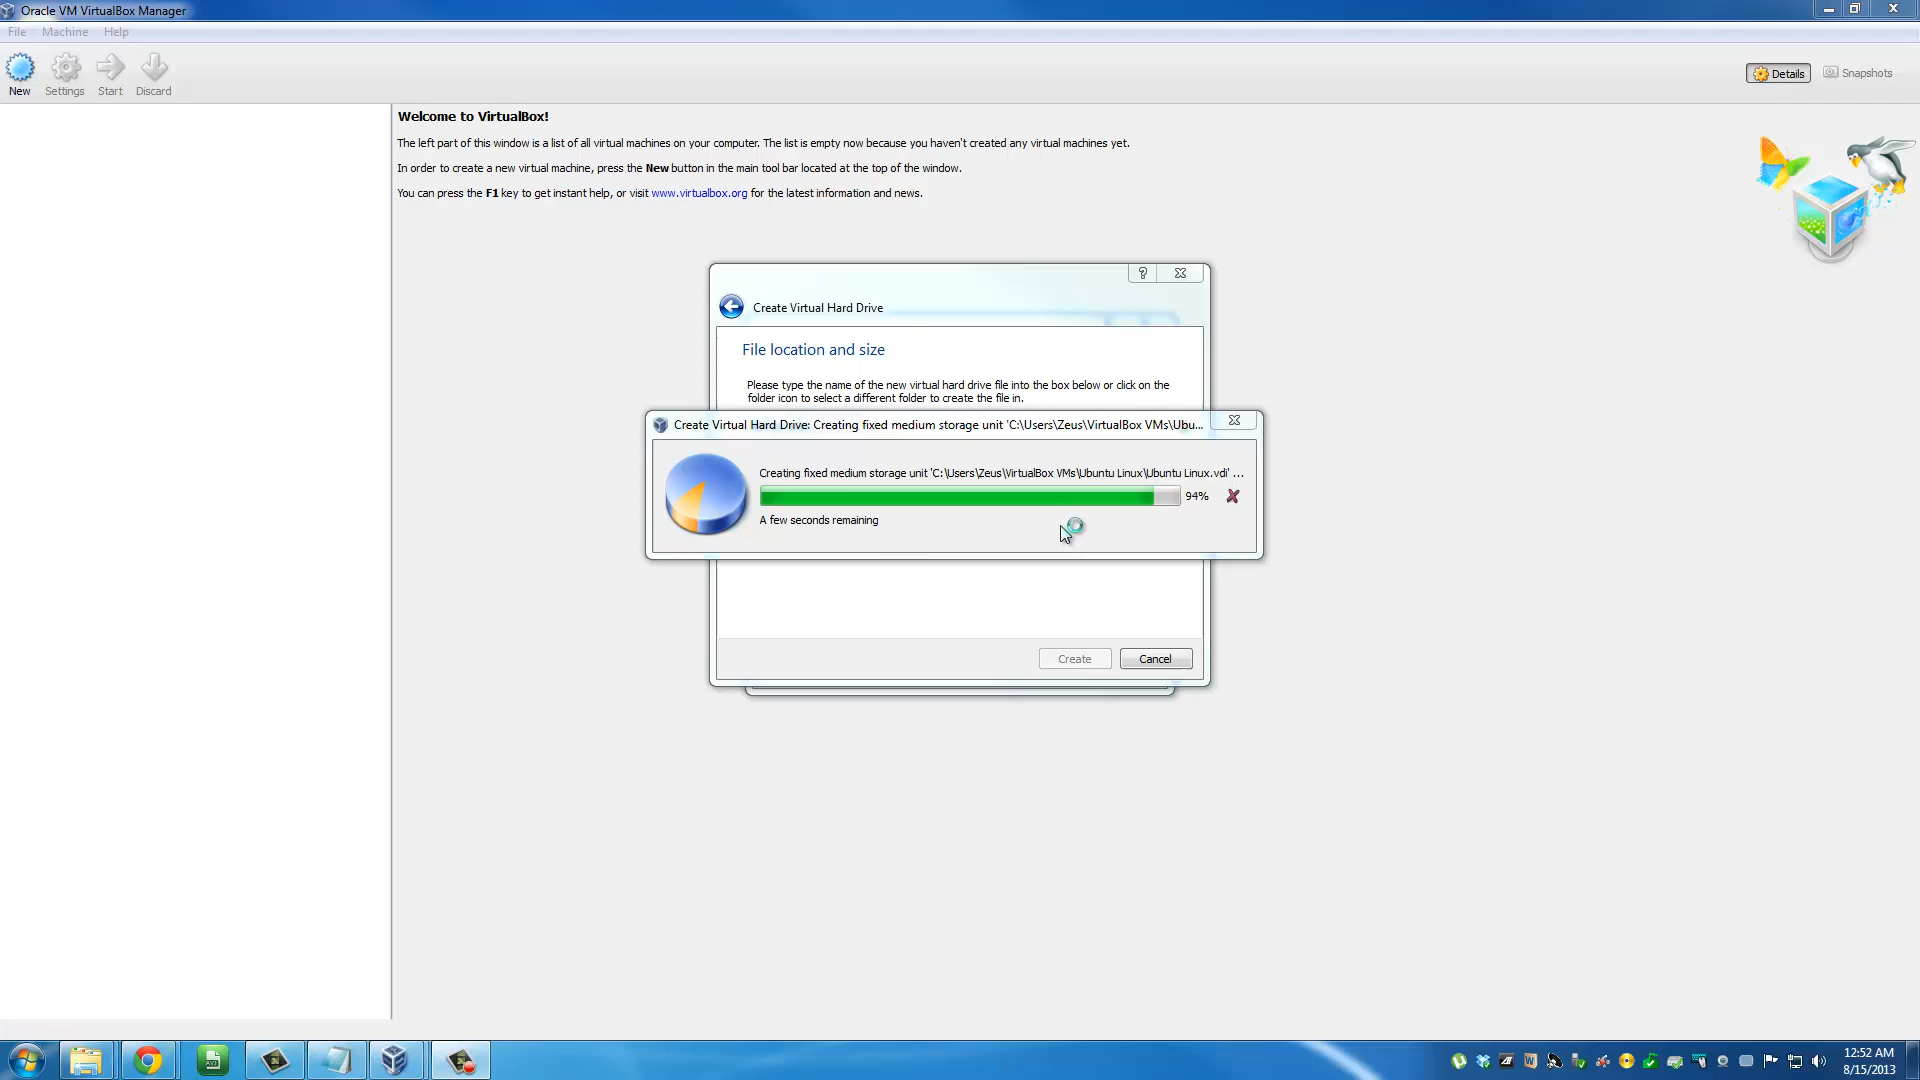 Oracle VM VirtualBox Manager
File Machine Help
New Settings Start Discard
Details Snapshots
Welcome to VirtualBox!
The left part of this window is a list of all virtual machines on your computer. The list is empty now because you haven't created any virtual machines yet.
In order to create a new virtual machine, press the New button in the main tool bar located at the top of the window.
You can press the F1 key to get instant help, or visit www.virtualbox.org for the latest information and news.
?
Create Virtual Hard Drive
File location and size
Please type the name of the new virtual hard drive file into the box below or click on the
folder icon to select a different folder to create the file in.
Create Virtual Hard Drive: Creating fixed medium storage unit 'C:\Users\Zeus\VirtualBox VMs\Ubu...
Creating fixed medium storage unit 'C:\Users\Zeus\VirtualBox VMs\Ubuntu Linux\Ubuntu Linux.vdi' ...
94%
A few seconds remaining
Create Cancel
12:52 AM
8/15/2013